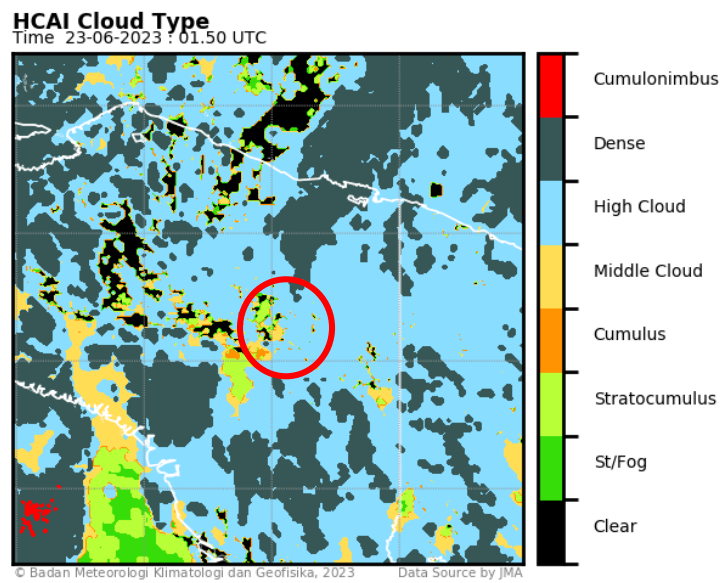 HCAI Cloud Type
Time  23-06-2023 : 01.50 UTC
Cumulonimbus
Dense
High Cloud
Middle Cloud
Cumulus
Stratocumulus
St/Fog
Clear
© Badan Meteorologi Klimatologi dan Geofisika, 2023 Data Source by JMA